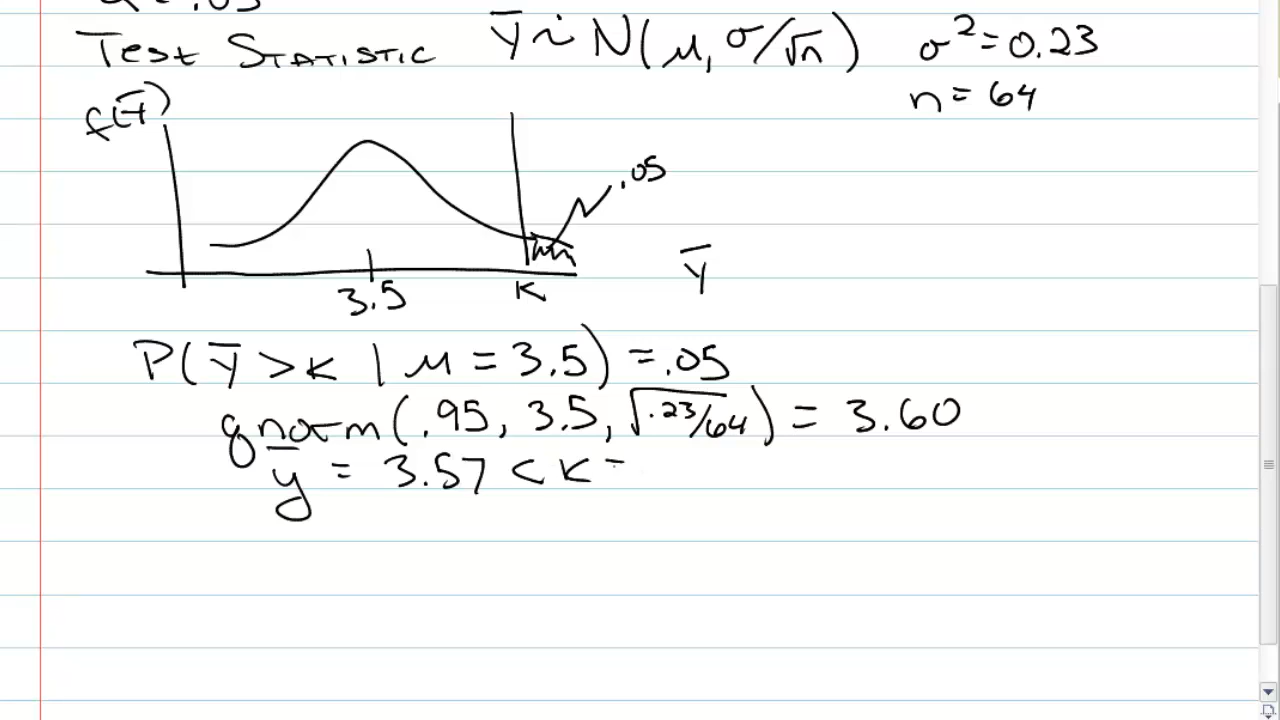 α = .05
TEST STATISTIC Ȳ ~ N(μ, σ/√n) σ² = 0.23
n = 64
f(Ȳ)
.05
Ȳ
3.5 K
P(Ȳ > K | μ = 3.5) = .05
qnorm(.95, 3.5, √.23/64) = 3.60
ȳ = 3.57 < K =